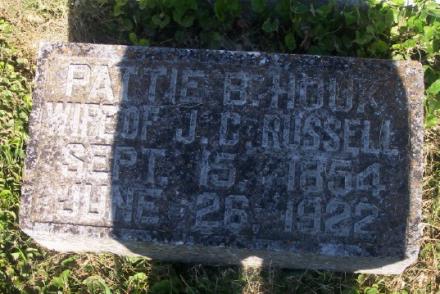 PATTIE B. HOUK
WIFE OF J. C. RUSSELL
SEPT. 15, 1854
JUNE 26, 1922